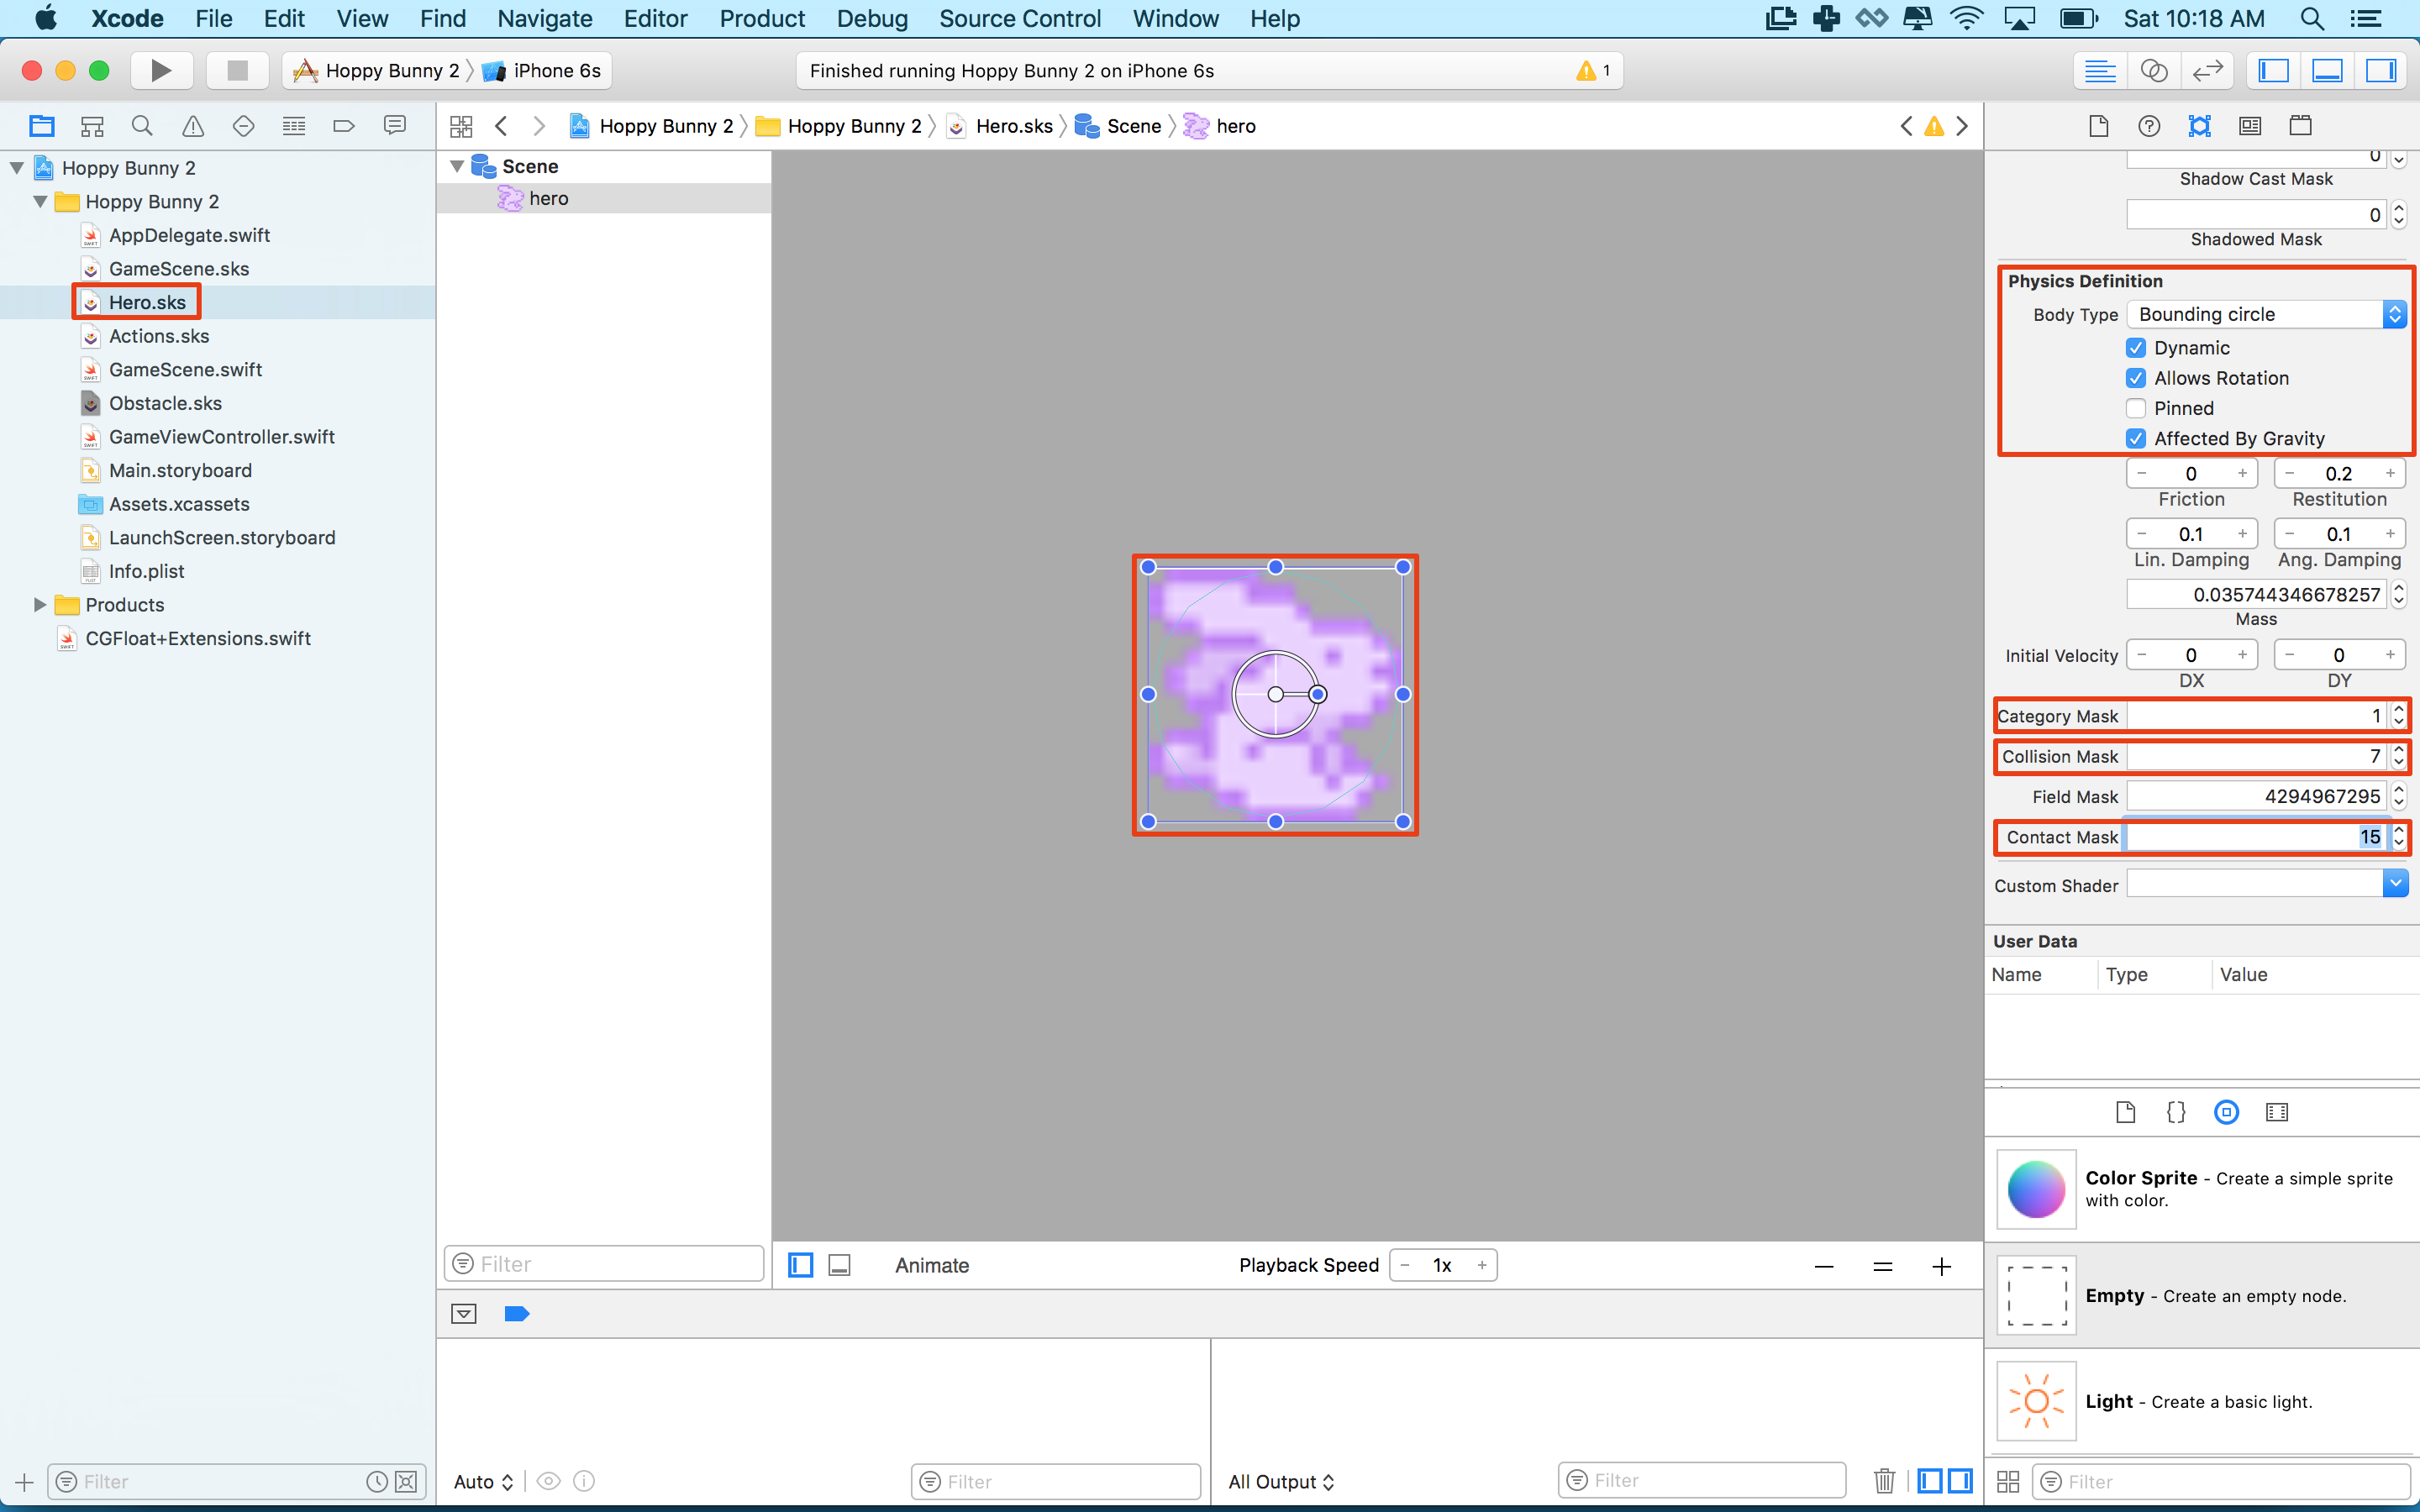 Xcode File Edit View Find Navigate Editor Product Debug Source Control Window Help Sat 10:18 AM
Hoppy Bunny 2 iPhone 6s
Finished running Hoppy Bunny 2 on iPhone 6s
1
Hoppy Bunny 2 Hoppy Bunny 2 Hero.sks Scene hero
Hoppy Bunny 2
Hoppy Bunny 2
AppDelegate.swift
GameScene.sks
Hero.sks
Actions.sks
GameScene.swift
Obstacle.sks
GameViewController.swift
Main.storyboard
Assets.xcassets
LaunchScreen.storyboard
Info.plist
Products
CGFloat+Extensions.swift
Scene
hero
0
Shadow Cast Mask
0
Shadowed Mask
Physics Definition
Body Type Bounding circle
Dynamic
Allows Rotation
Pinned
Affected By Gravity
− 0 + − 0.2 +
Friction Restitution
− 0.1 + − 0.1 +
Lin. Damping Ang. Damping
0.035744346678257
Mass
Initial Velocity − 0 + − 0 +
DX DY
Category Mask 1
Collision Mask 7
Field Mask 4294967295
Contact Mask 15
Custom Shader
User Data
Name Type Value
Color Sprite - Create a simple sprite
with color.
Empty - Create an empty node.
Light - Create a basic light.
Filter
Animate
Playback Speed − 1x +
Filter
Auto
Filter
All Output
Filter
Filter